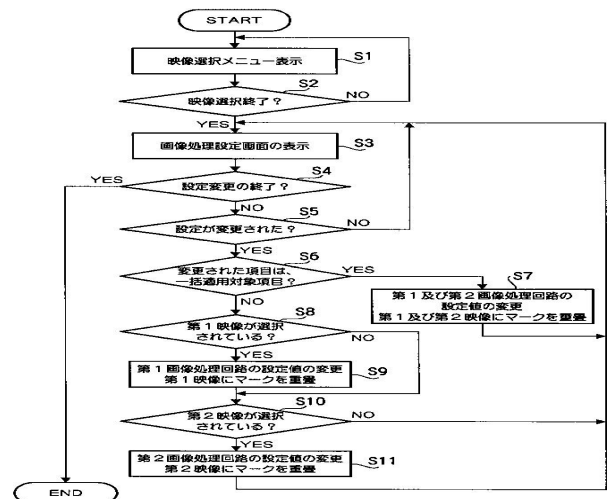 START
映像選択メニュー表示
S1
S2
映像選択終了?
NO
YES
画像処理設定画面の表示
S3
S4
YES
設定変更の終了?
NO
S5
設定が変更された?
NO
YES
S6
変更された項目は、
一括適用対象項目?
YES
NO
S7
第1及び第2画像処理回路の
設定値の変更
第1及び第2映像にマークを重畳
S8
第1映像が選択
されている?
NO
YES
第1画像処理回路の設定値の変更
第1映像にマークを重畳
S9
S10
第2映像が選択
されている?
NO
YES
第2画像処理回路の設定値の変更
第2映像にマークを重畳
S11
END